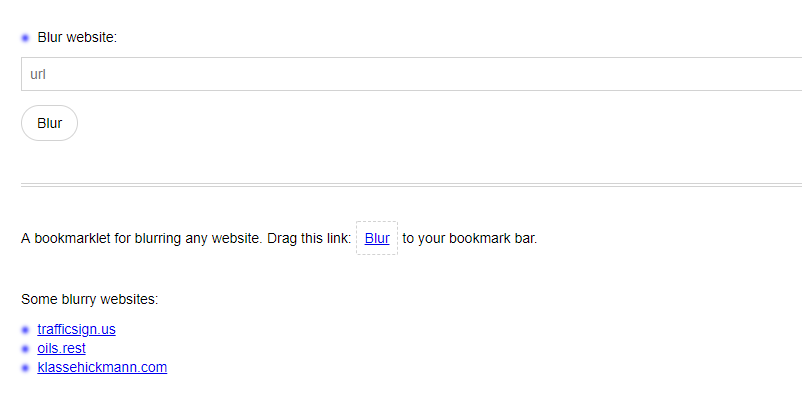 Blur website:
url
Blur
A bookmarklet for blurring any website. Drag this link: Blur to your bookmark bar.
Some blurry websites:
trafficsign.us
oils.rest
klassehickmann.com